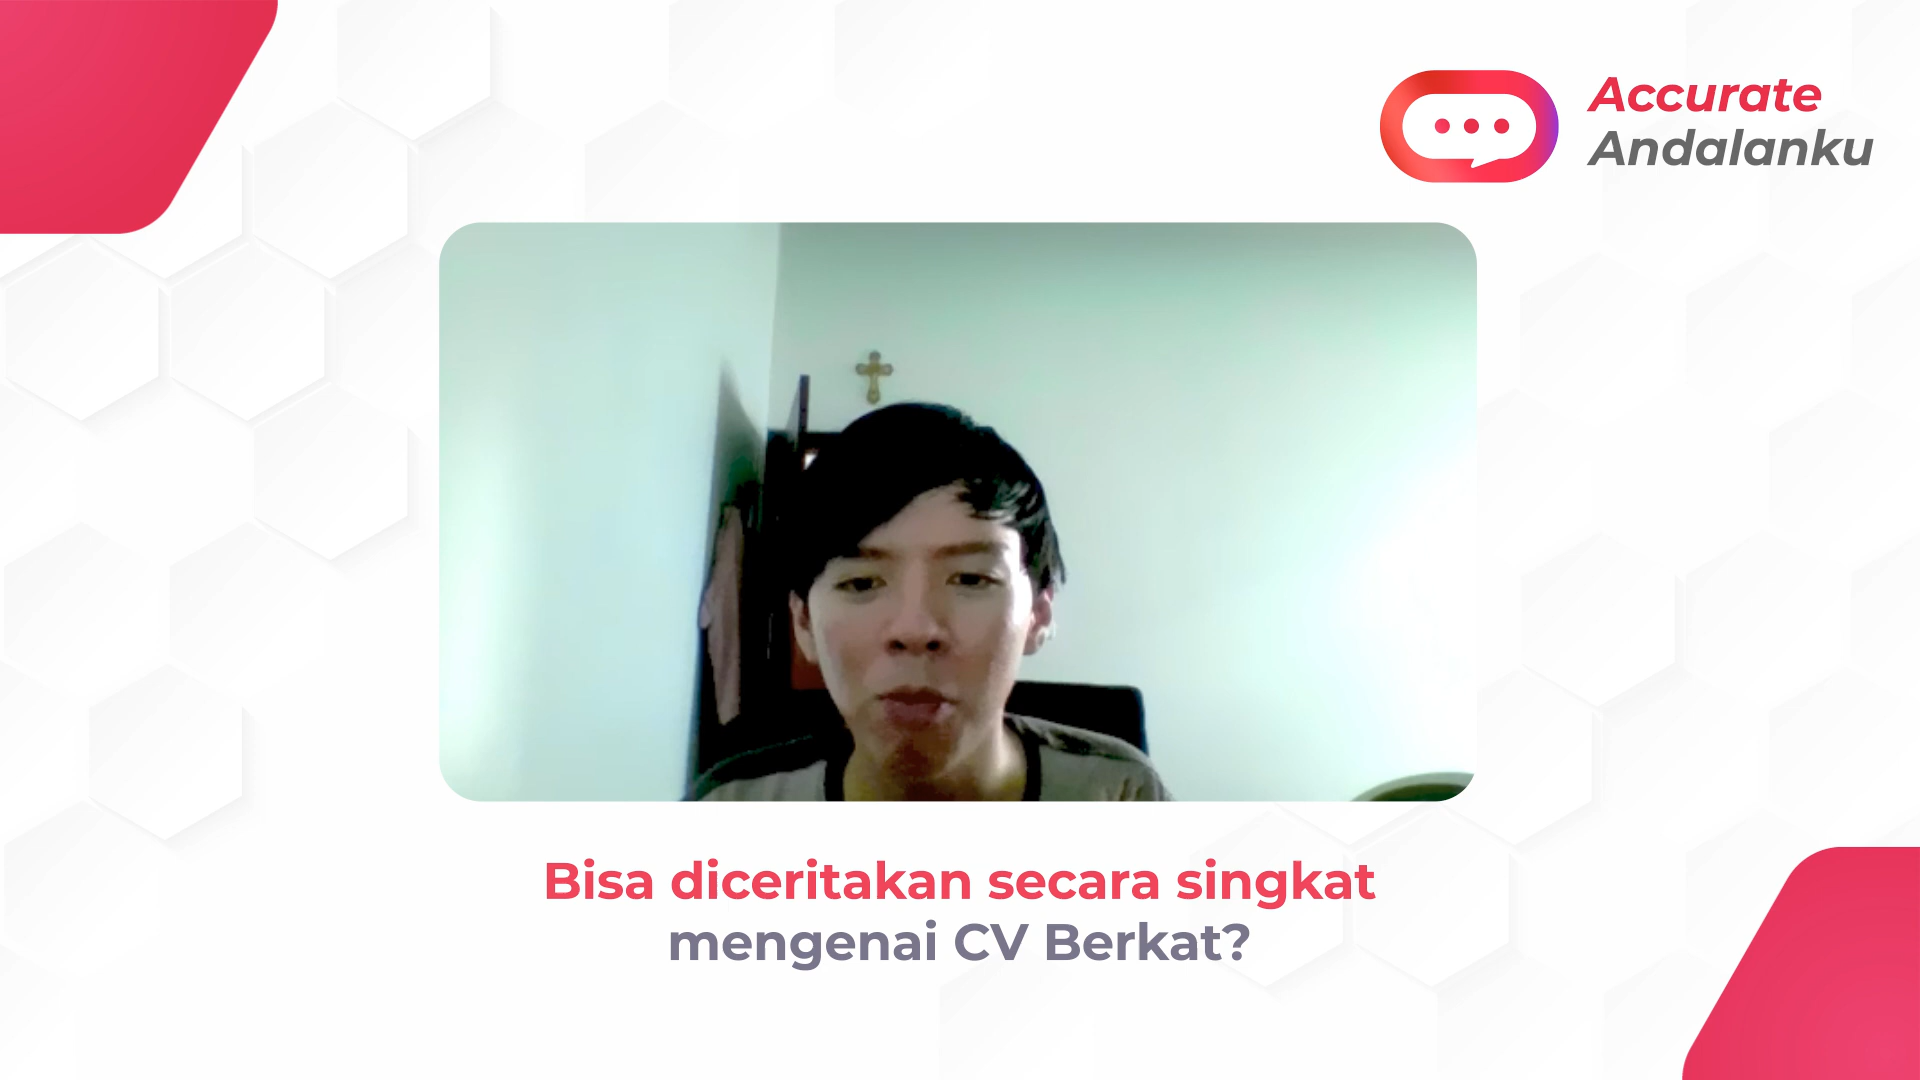 Accurate
Andalanku
Bisa diceritakan secara singkat
mengenai CV Berkat?